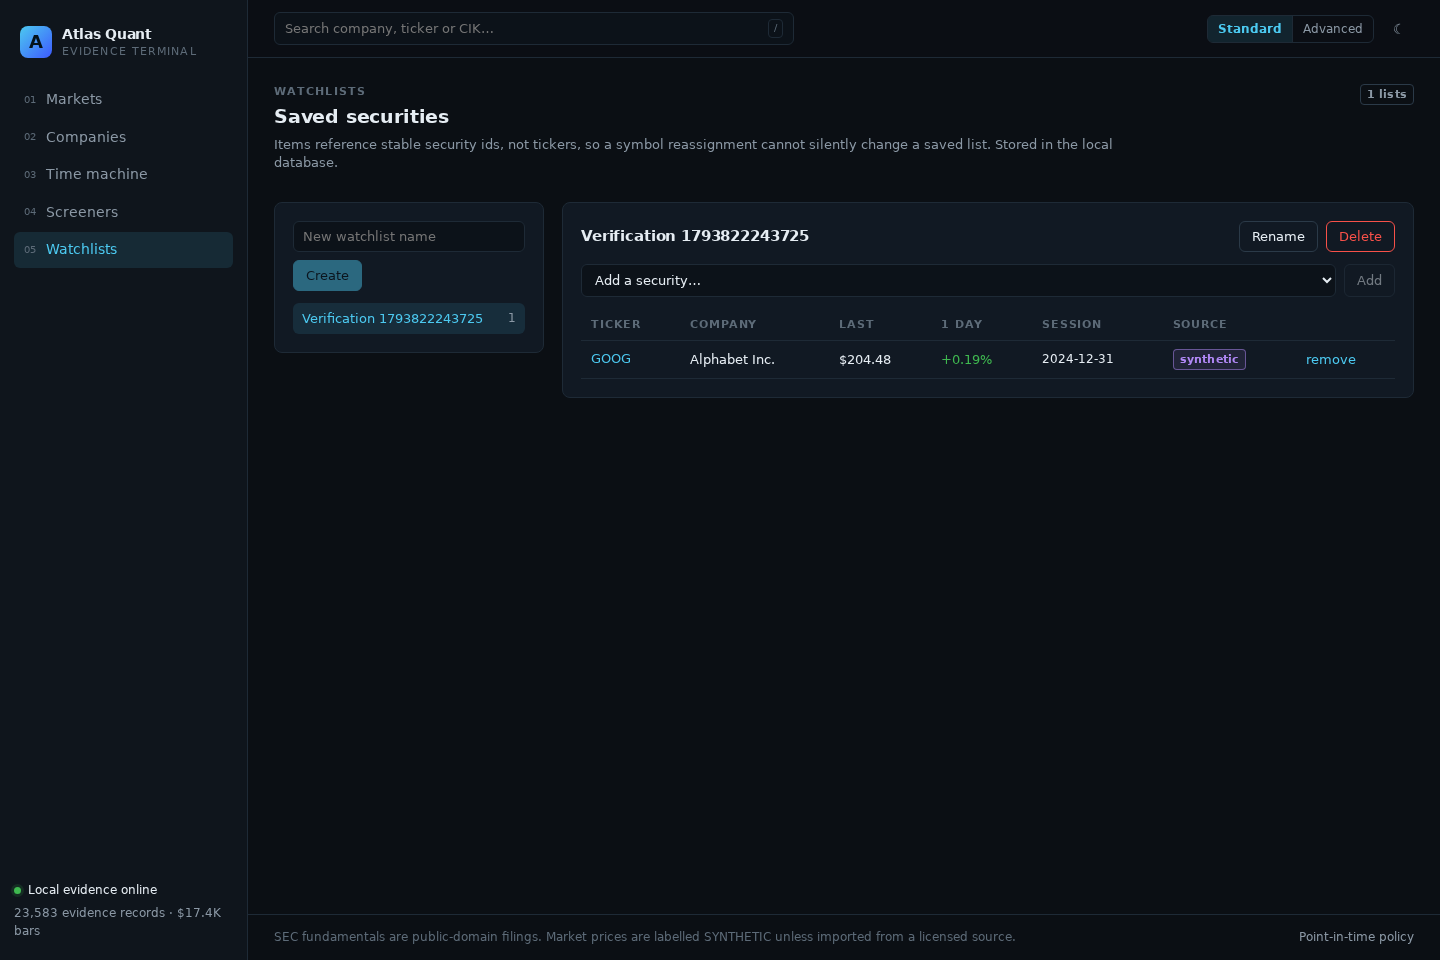 A
Atlas Quant
EVIDENCE TERMINAL
01 Markets
02 Companies
03 Time machine
04 Screeners
05 Watchlists
Local evidence online
23,583 evidence records · $17.4K
bars
Search company, ticker or CIK...
/
Standard
Advanced
WATCHLISTS
Saved securities
Items reference stable security ids, not tickers, so a symbol reassignment cannot silently change a saved list. Stored in the local
database.
1 lists
New watchlist name
Create
Verification 1793822243725 1
Verification 1793822243725
Rename
Delete
Add a security...
Add
TICKER COMPANY LAST 1 DAY SESSION SOURCE
GOOG Alphabet Inc. $204.48 +0.19% 2024-12-31 synthetic remove
SEC fundamentals are public-domain filings. Market prices are labelled SYNTHETIC unless imported from a licensed source.
Point-in-time policy